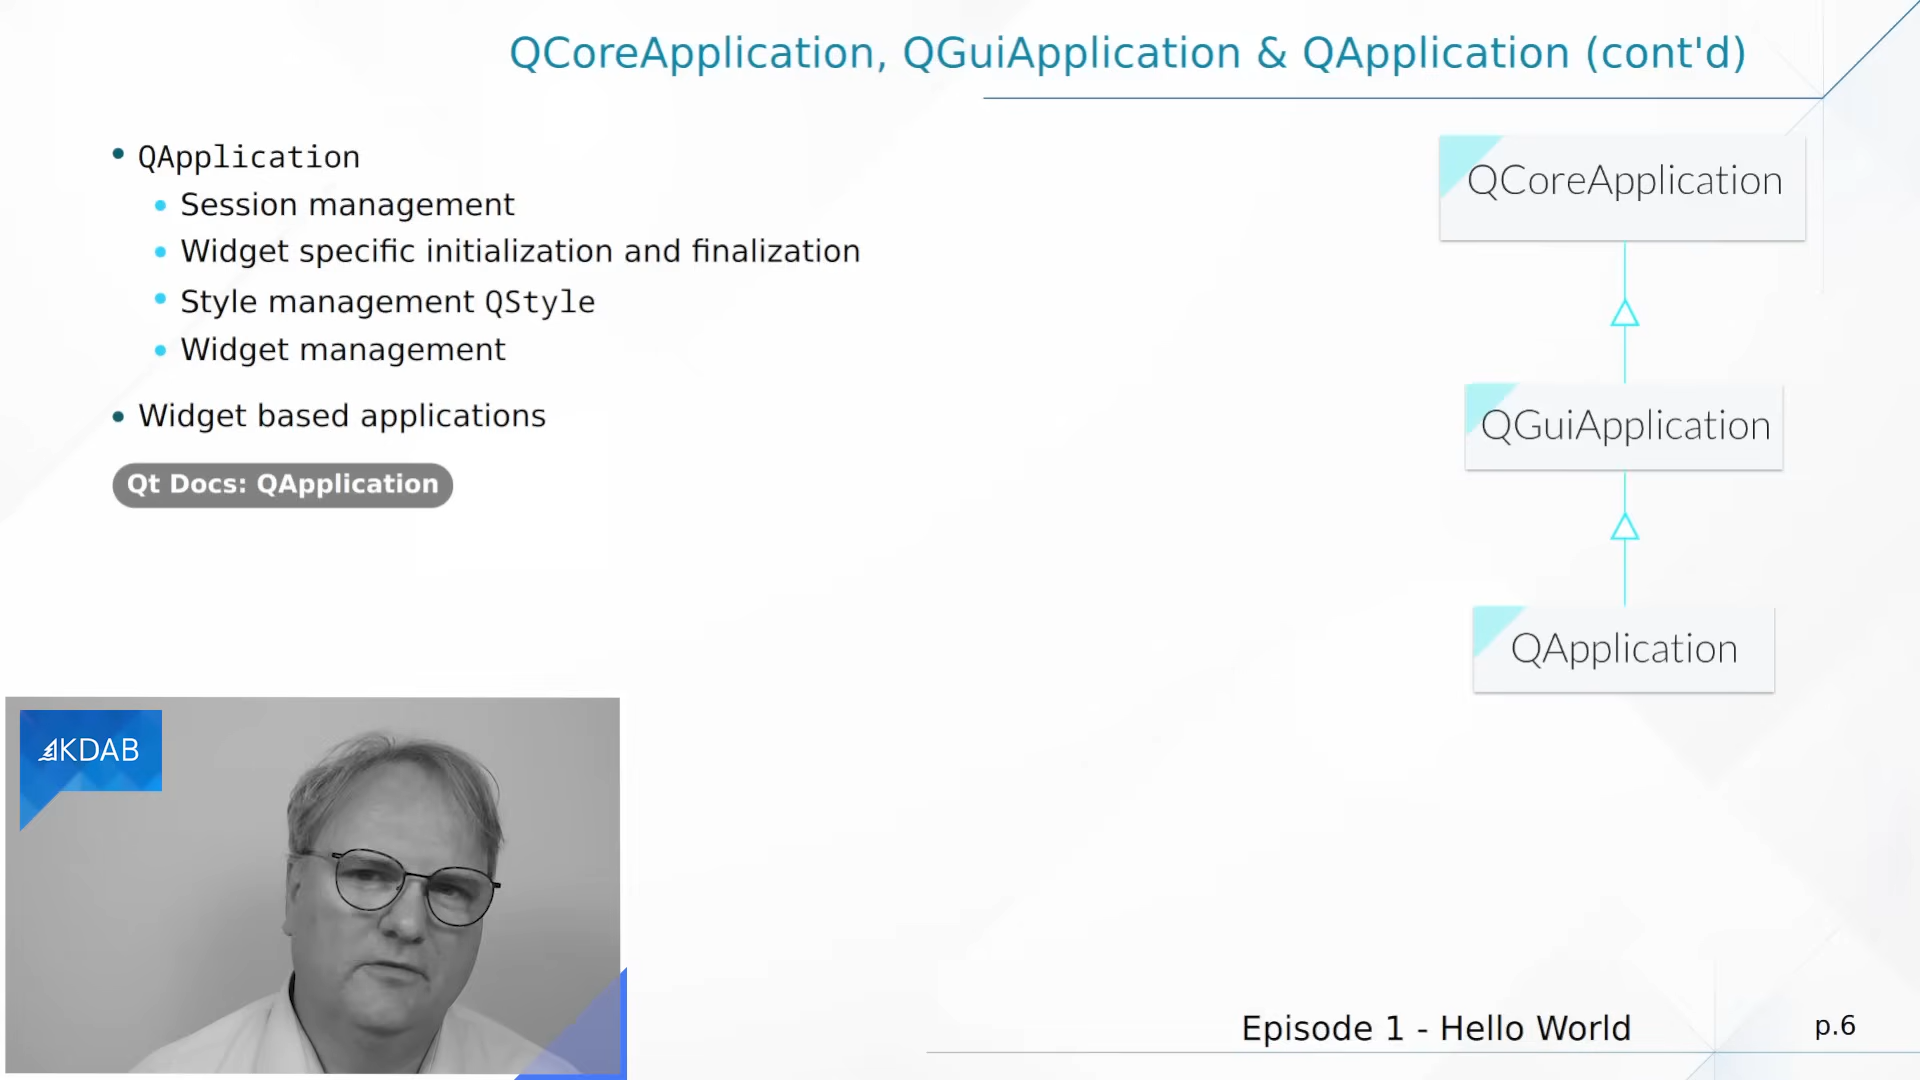 QCoreApplication, QGuiApplication & QApplication (cont'd)
QApplication
Session management
Widget specific initialization and finalization
Style management QStyle
Widget management
Widget based applications
Qt Docs: QApplication
QCoreApplication
QGuiApplication
QApplication
KDAB
Episode 1 - Hello World
p.6